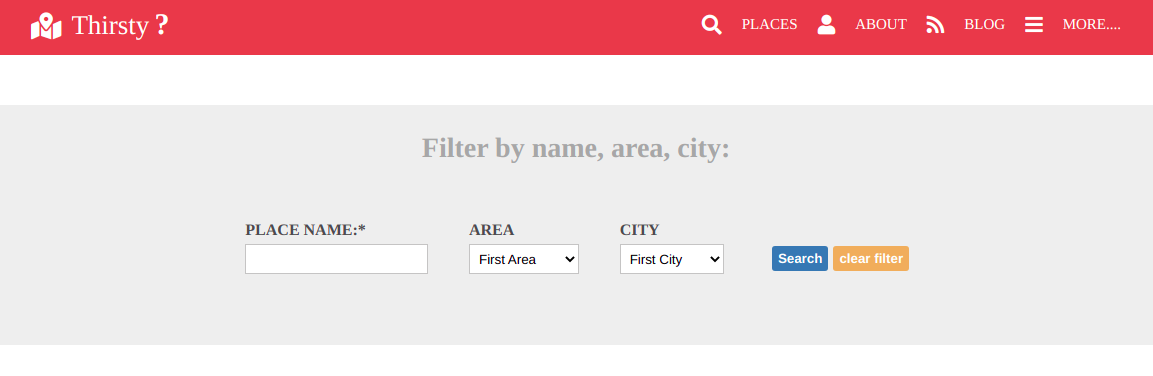 Thirsty ? PLACES ABOUT BLOG MORE....
Filter by name, area, city:
PLACE NAME:* AREA CITY
First Area First City Search clear filter